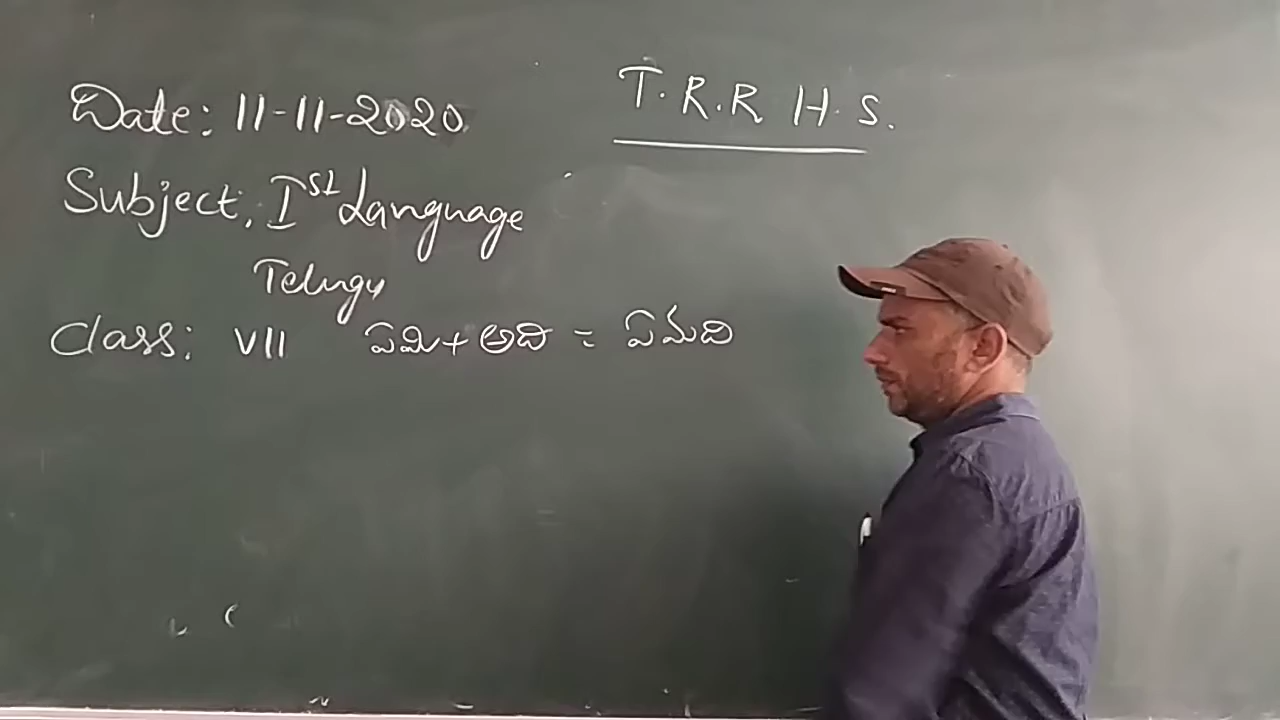 T.R.R H.S.
Date: 11-11-2020
Subject: Ist Language
Telugu
Class: VII ఏమి + అది = ఏమది